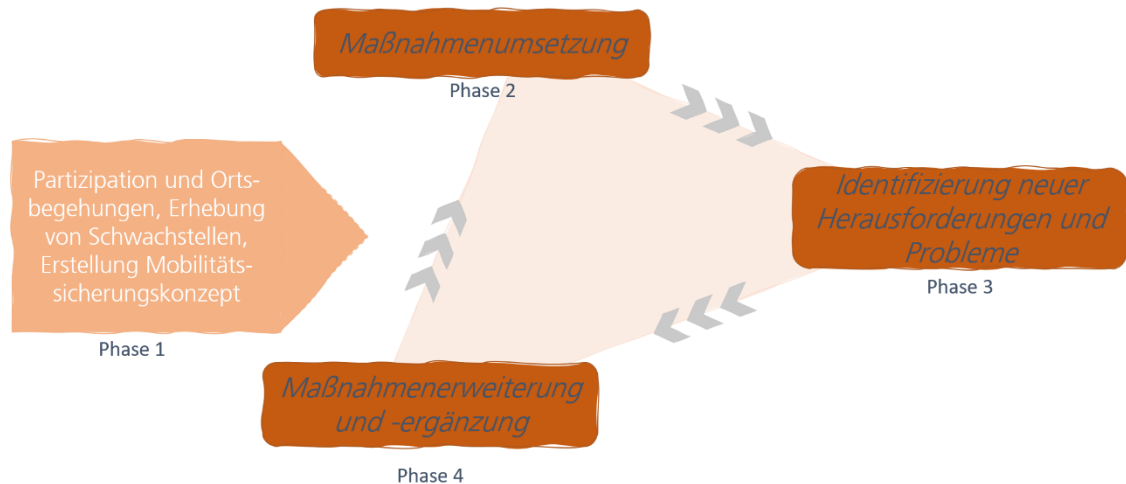 Partizipation und Orts-
begehungen, Erhebung
von Schwachstellen,
Erstellung Mobilitäts-
sicherungskonzept
Phase 1
Maßnahmenumsetzung
Phase 2
Identifizierung neuer
Herausforderungen und
Probleme
Phase 3
Maßnahmenerweiterung
und -ergänzung
Phase 4